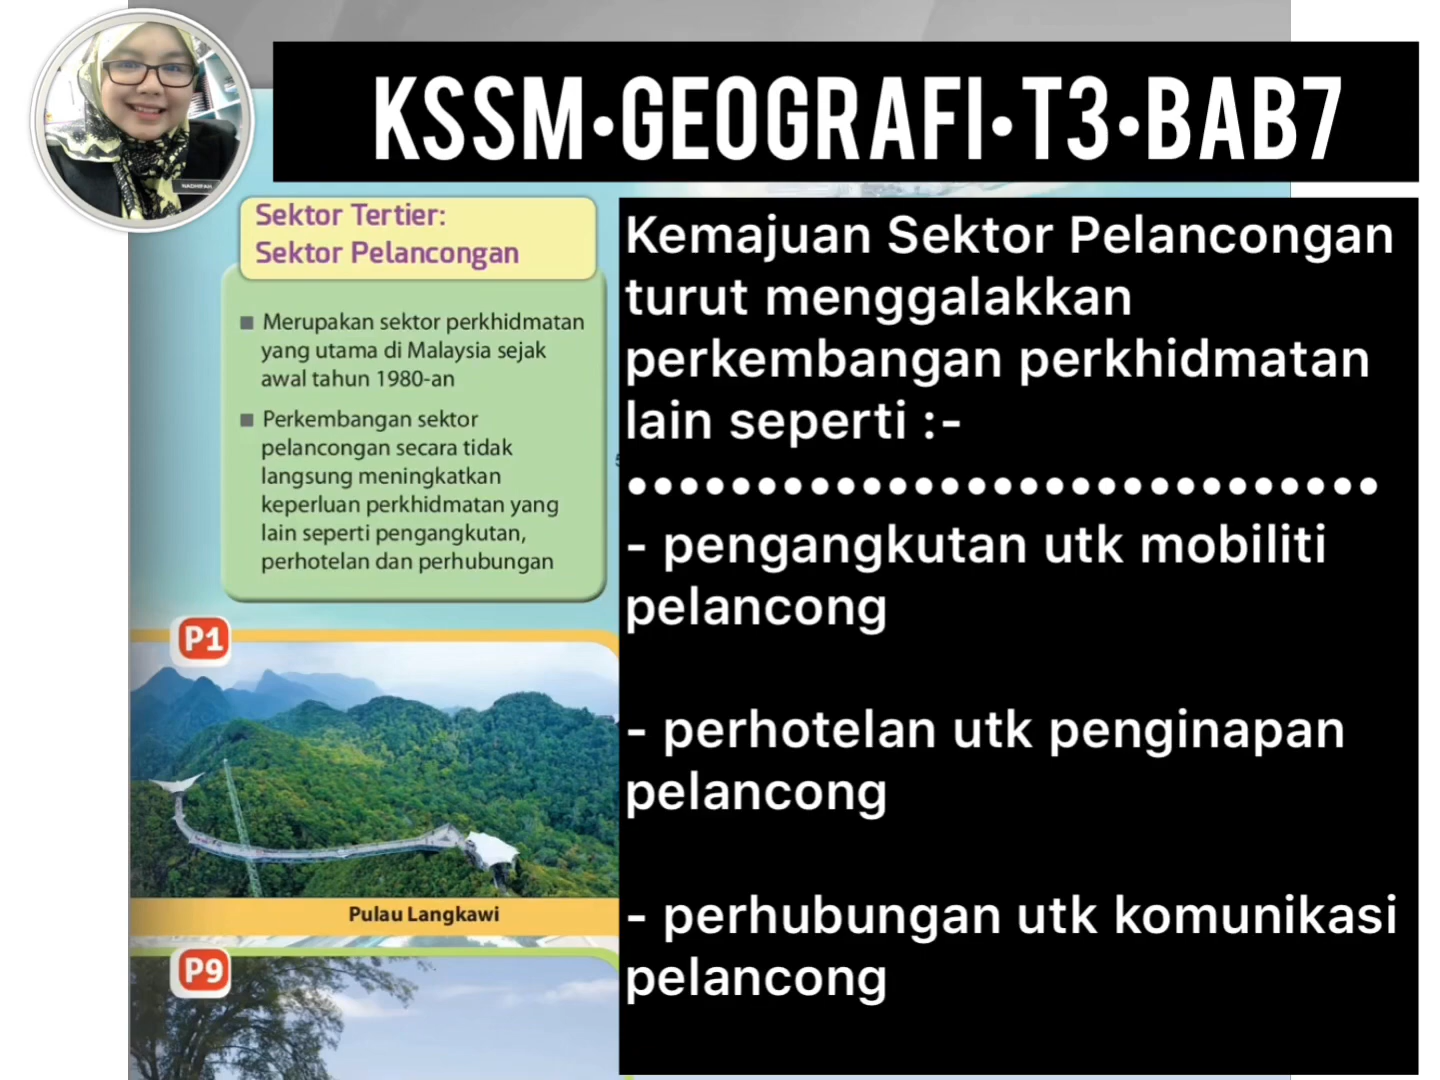 KSSM•GEOGRAFI•T3•BAB7
NADHIRAH
Sektor Tertier:
Sektor Pelancongan
Merupakan sektor perkhidmatan
yang utama di Malaysia sejak
awal tahun 1980-an
Perkembangan sektor
pelancongan secara tidak
langsung meningkatkan
keperluan perkhidmatan yang
lain seperti pengangkutan,
perhotelan dan perhubungan
P1
Pulau Langkawi
P9
Kemajuan Sektor Pelancongan
turut menggalakkan
perkembangan perkhidmatan
lain seperti :-
•••••••••••••••••••••••••••••
- pengangkutan utk mobiliti
pelancong
- perhotelan utk penginapan
pelancong
- perhubungan utk komunikasi
pelancong